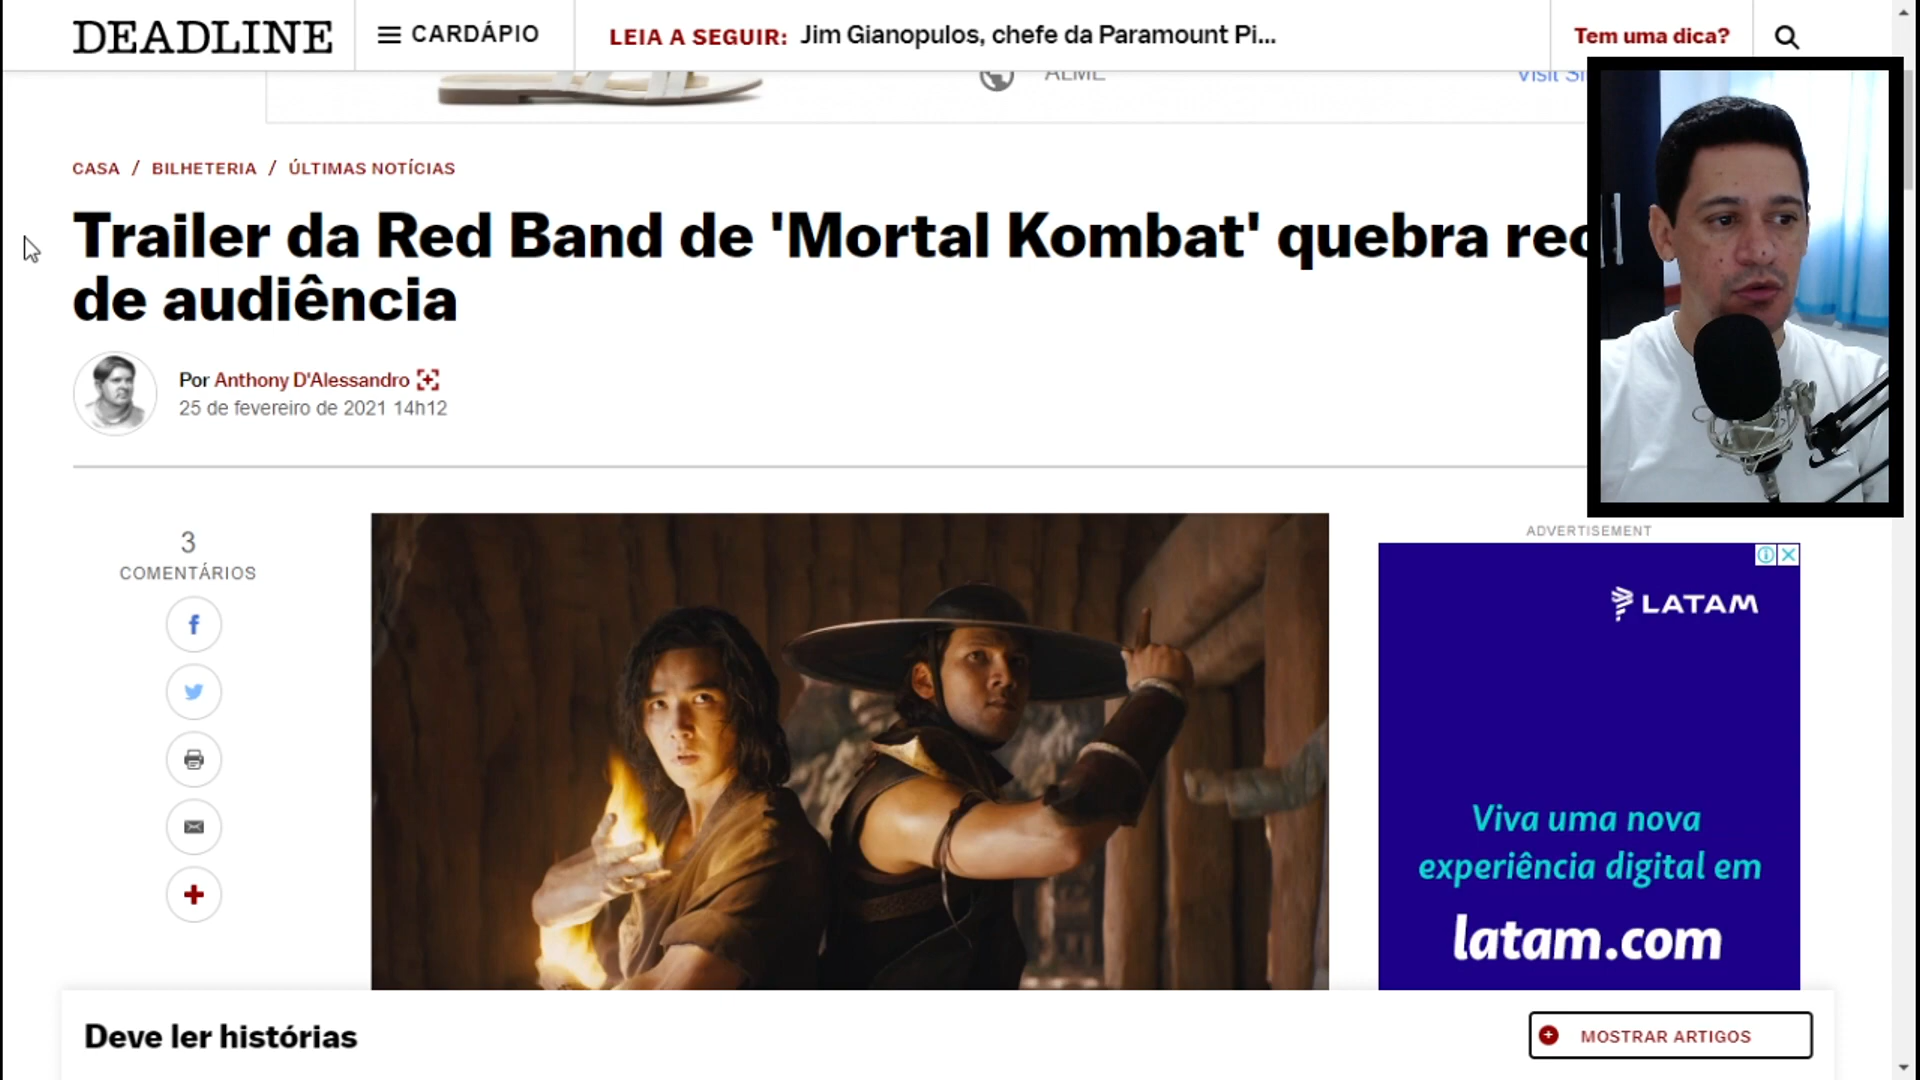 DEADLINE
CARDÁPIO
LEIA A SEGUIR: Jim Gianopulos, chefe da Paramount Pi...
Tem uma dica?
ALME
CASA / BILHETERIA / ÚLTIMAS NOTÍCIAS
Trailer da Red Band de 'Mortal Kombat' quebra
de audiência
Por Anthony D'Alessandro
25 de fevereiro de 2021 14h12
3
COMENTÁRIOS
ADVERTISEMENT
LATAM
Viva uma nova
experiência digital em
latam.com
Deve ler histórias
MOSTRAR ARTIGOS